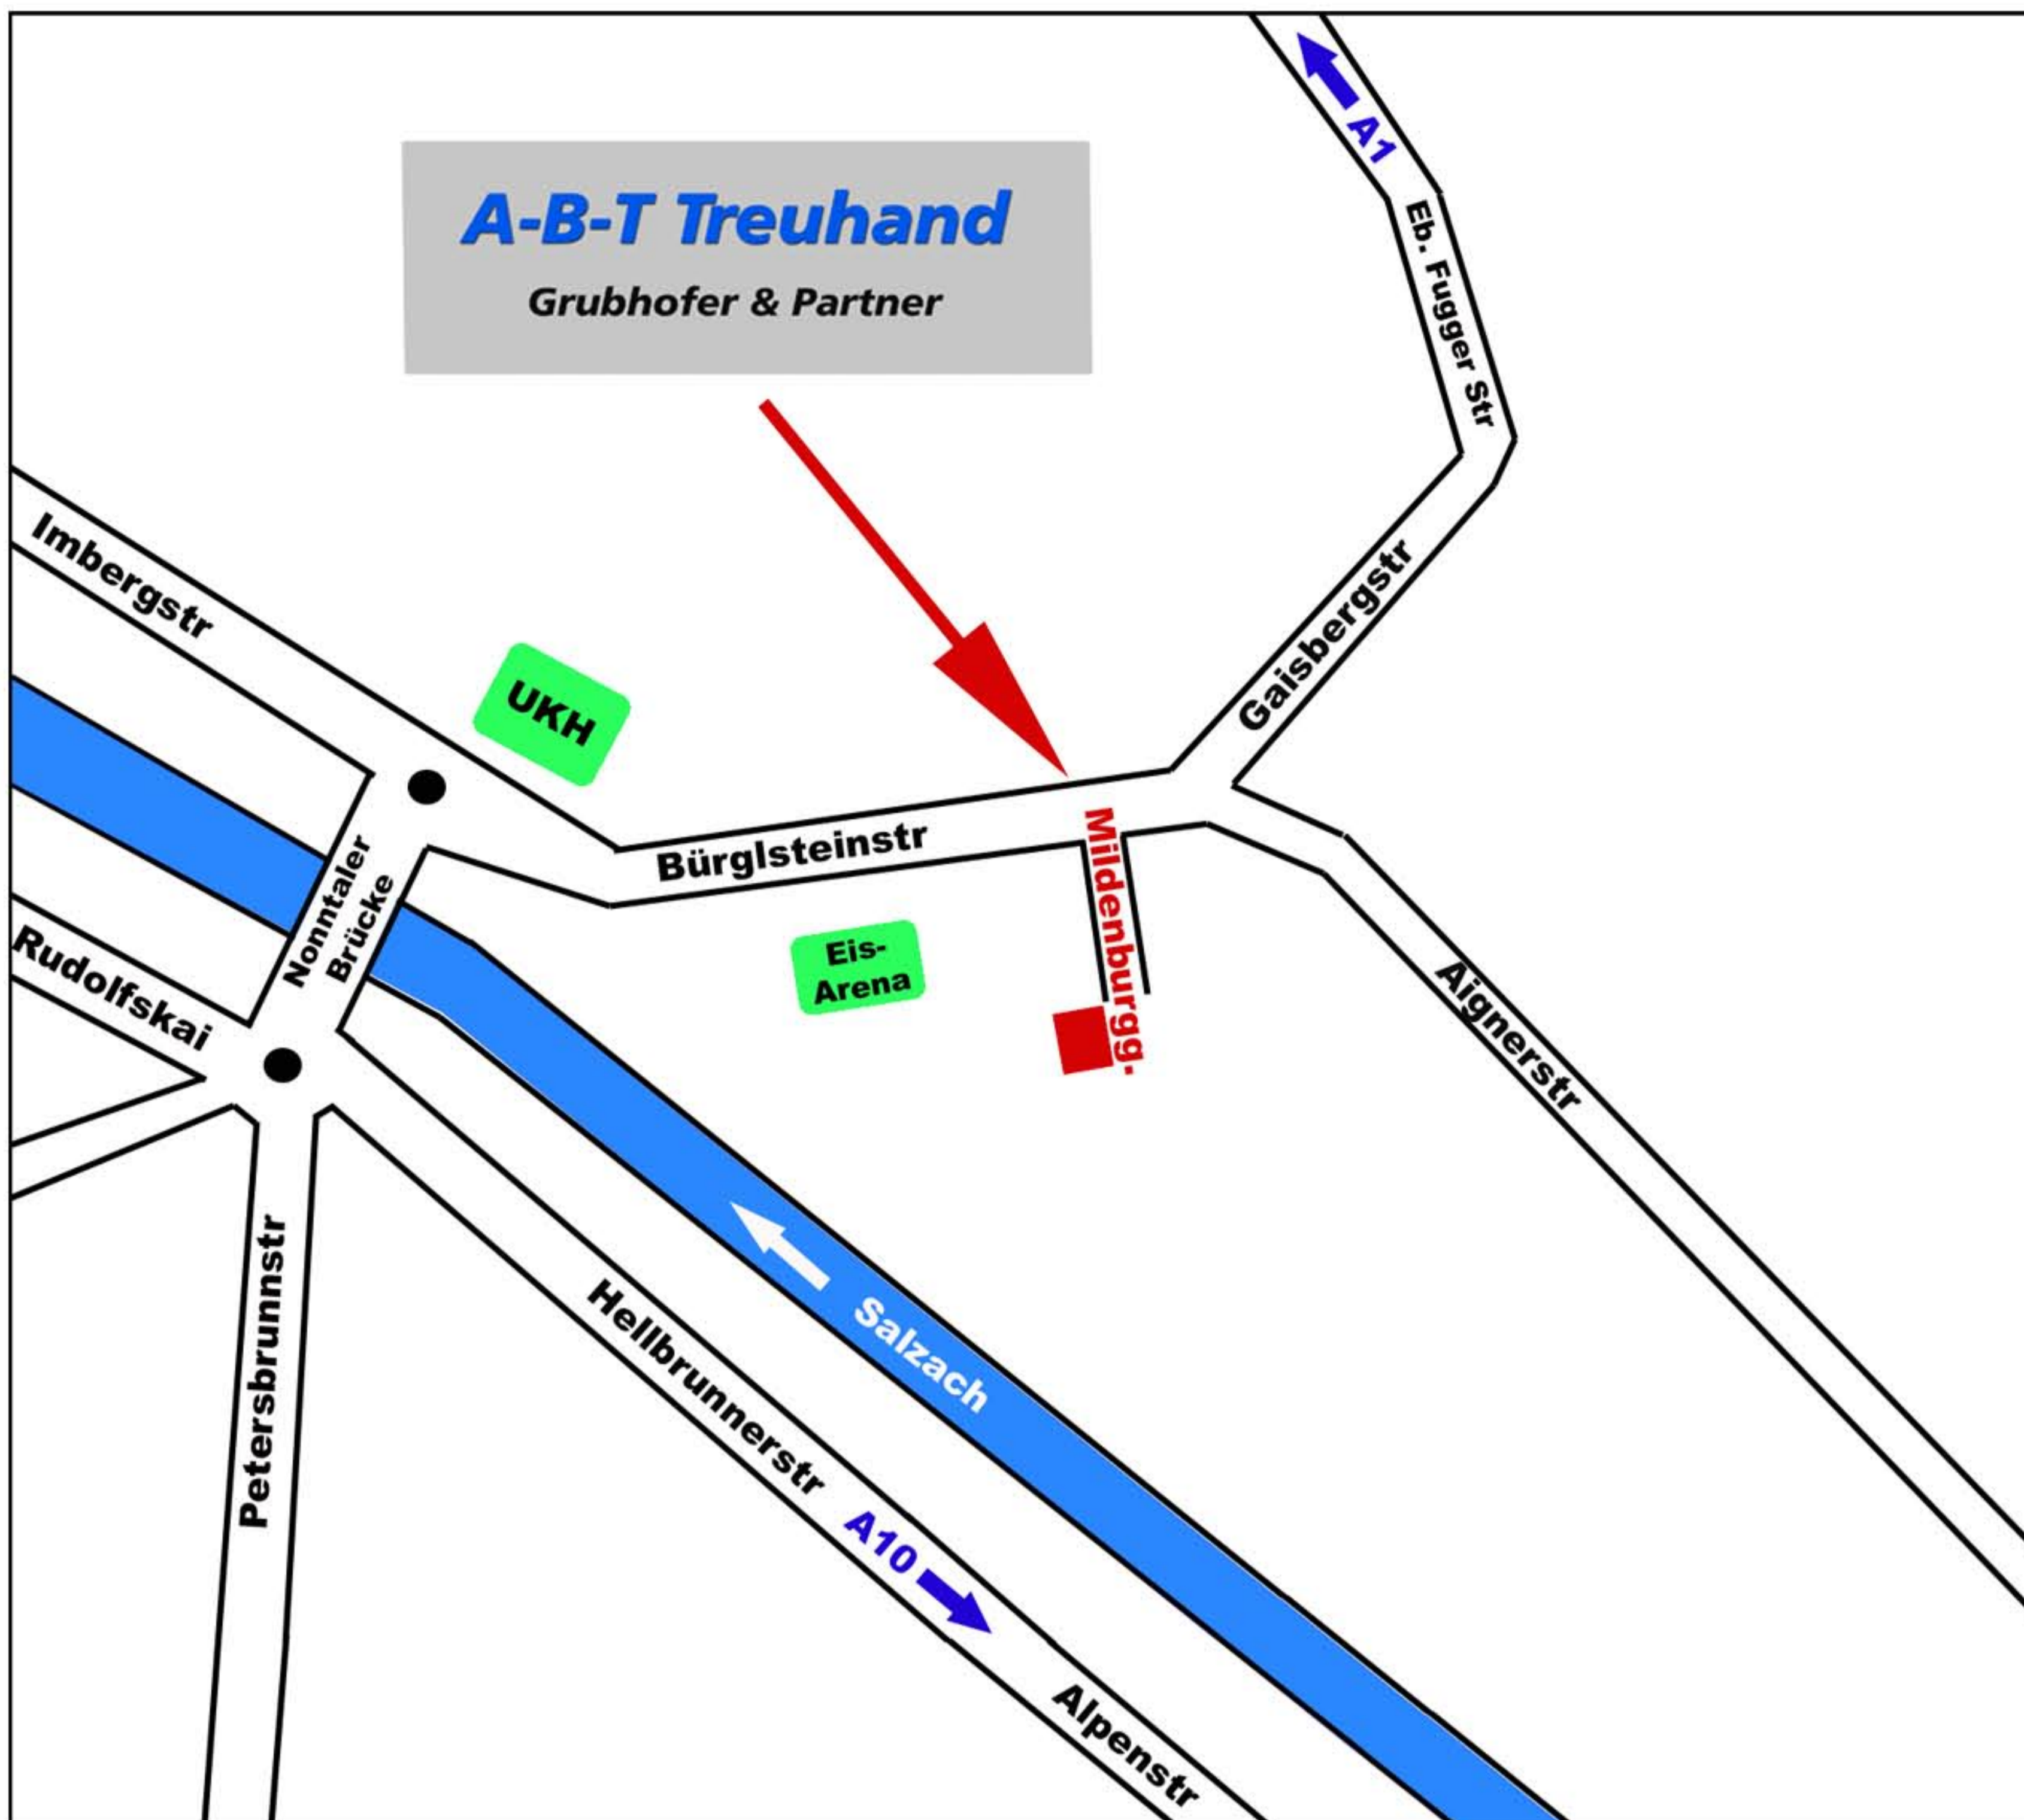 A1
A-B-T Treuhand
Grubhofer & Partner
Eb. Fugger Str
Imbergstr
Gaisbergstr
UKH
Bürglsteinstr
Mildenburgg.
Nonntaler
Brücke
Eis-
Arena
Rudolfskai
Aignerstr
Petersbrunnstr
Hellbrunnerstr
Salzach
A10
Alpenstr